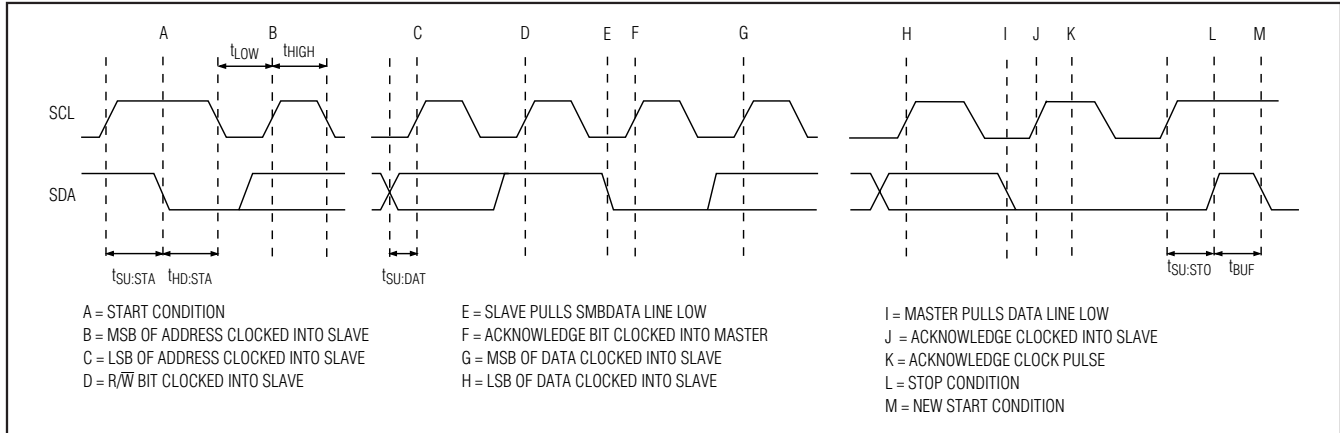 A B C D E F G H I J K L M
tLOW tHIGH
SCL
SDA
tSU:STA tHD:STA tSU:DAT tSU:STO tBUF
A = START CONDITION
B = MSB OF ADDRESS CLOCKED INTO SLAVE
C = LSB OF ADDRESS CLOCKED INTO SLAVE
D = R/W̅ BIT CLOCKED INTO SLAVE
E = SLAVE PULLS SMBDATA LINE LOW
F = ACKNOWLEDGE BIT CLOCKED INTO MASTER
G = MSB OF DATA CLOCKED INTO SLAVE
H = LSB OF DATA CLOCKED INTO SLAVE
I = MASTER PULLS DATA LINE LOW
J = ACKNOWLEDGE CLOCKED INTO SLAVE
K = ACKNOWLEDGE CLOCK PULSE
L = STOP CONDITION
M = NEW START CONDITION